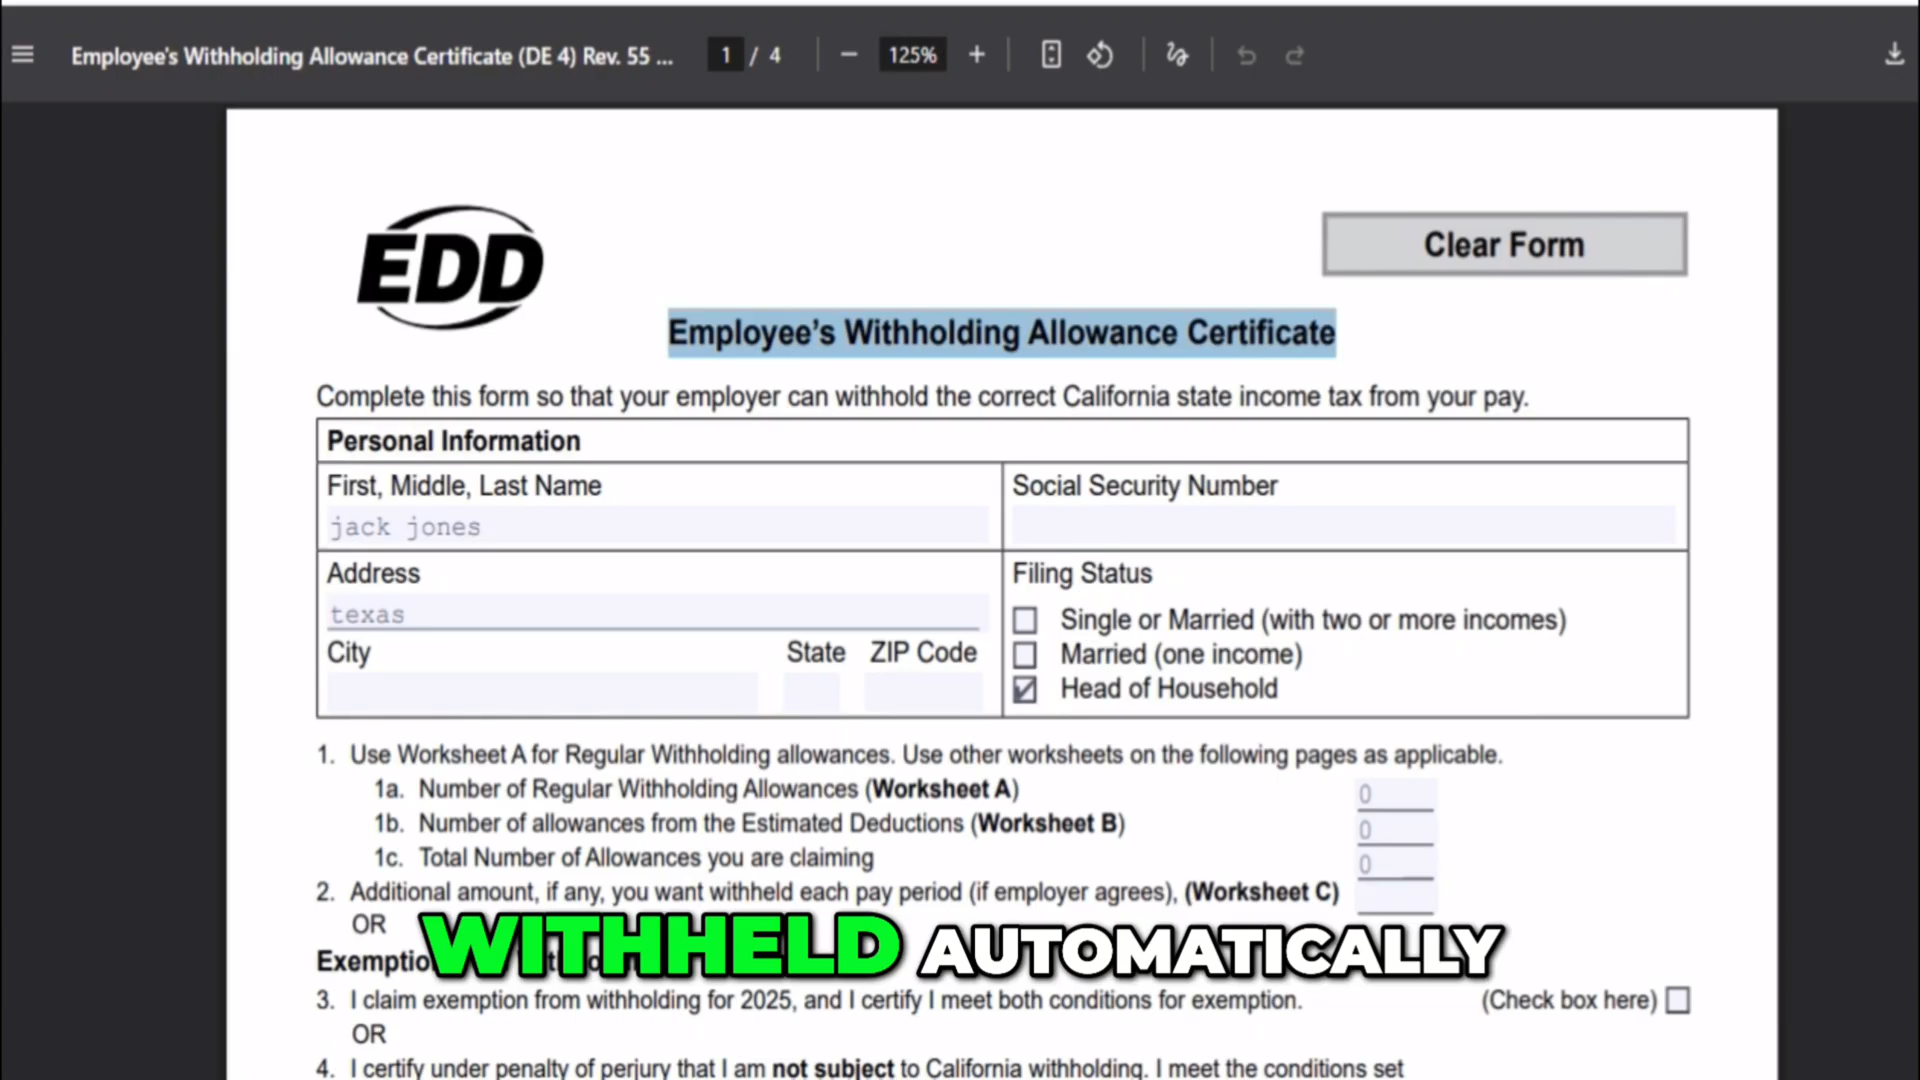 Employee's Withholding Allowance Certificate (DE 4) Rev. 55 ...
1 / 4
125%
EDD
Clear Form
Employee's Withholding Allowance Certificate
Complete this form so that your employer can withhold the correct California state income tax from your pay.
Personal Information
First, Middle, Last Name
Social Security Number
jack jones
Address
Filing Status
texas
Single or Married (with two or more incomes)
City
State
ZIP Code
Married (one income)
Head of Household
1. Use Worksheet A for Regular Withholding allowances. Use other worksheets on the following pages as applicable.
1a. Number of Regular Withholding Allowances (Worksheet A)
0
1b. Number of allowances from the Estimated Deductions (Worksheet B)
0
1c. Total Number of Allowances you are claiming
0
2. Additional amount, if any, you want withheld each pay period (if employer agrees), (Worksheet C)
OR
WITHHELD AUTOMATICALLY
3. I claim exemption from withholding for 2025, and I certify I meet both conditions for exemption. (Check box here)
OR
4. I certify under penalty of perjury that I am not subject to California withholding. I meet the conditions set